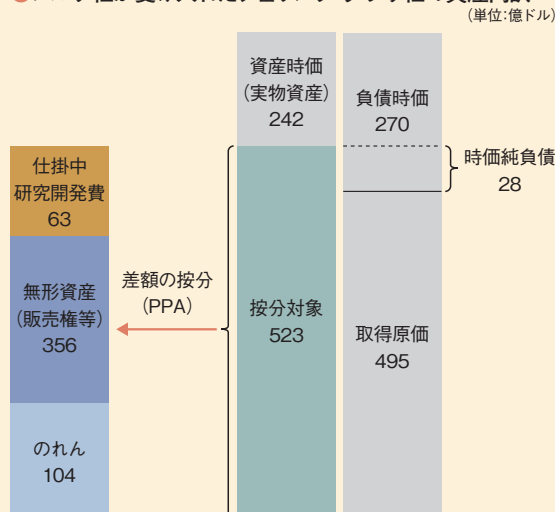 (単位:億ドル)
資産時価
(実物資産)
242
負債時価
270
時価純負債
28
仕掛中
研究開発費
63
無形資産
(販売権等)
356
のれん
104
差額の按分
(PPA)
按分対象
523
取得原価
495